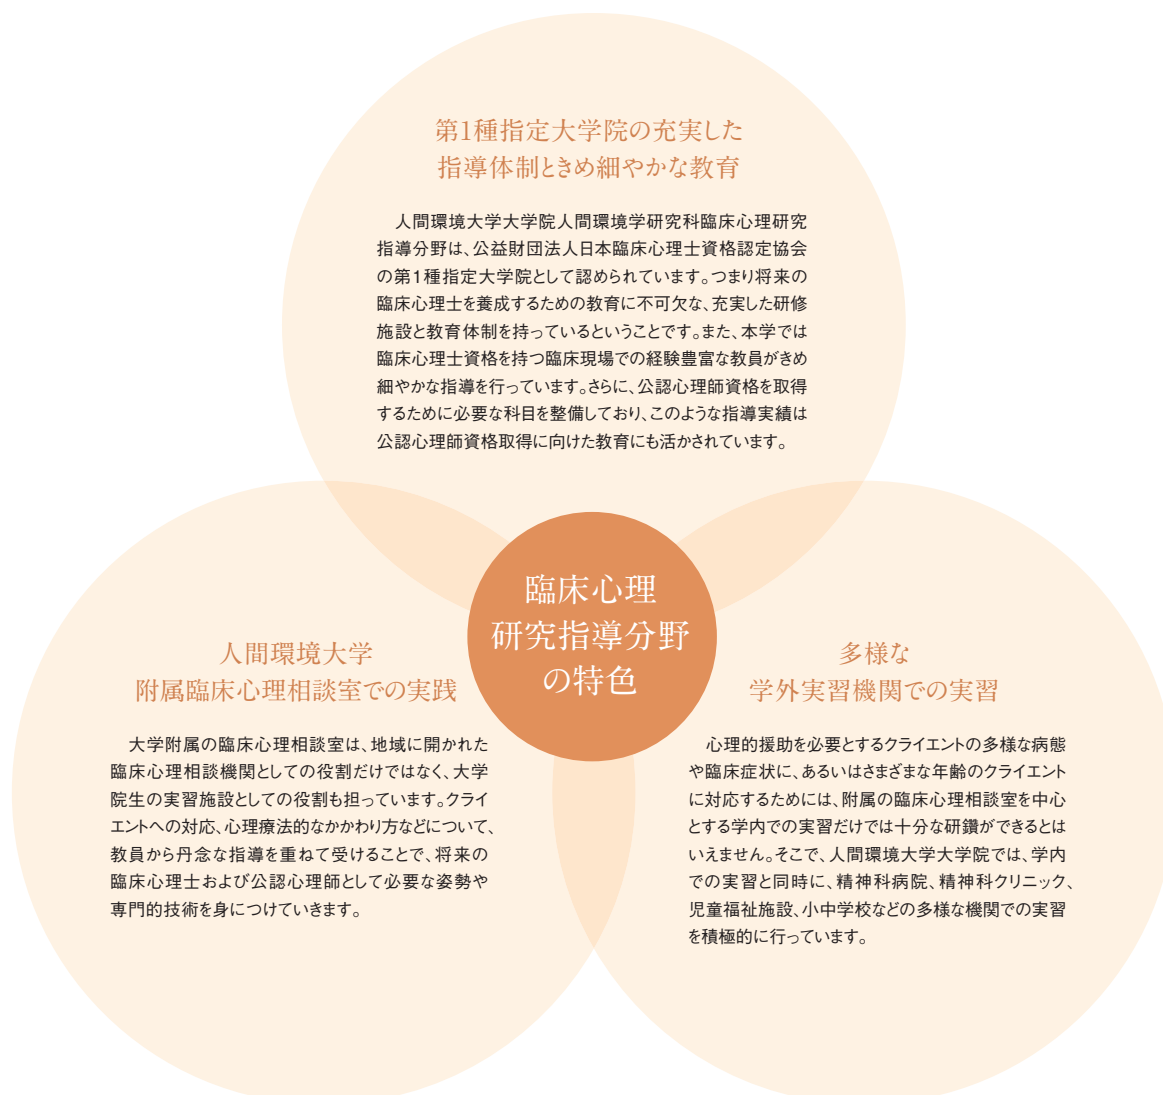 第1種指定大学院の充実した
指導体制ときめ細やかな教育
人間環境大学大学院人間環境学研究科臨床心理研究
指導分野は、公益財団法人日本臨床心理士資格認定協会
の第1種指定大学院として認められています。つまり将来の
臨床心理士を養成するための教育に不可欠な、充実した研修
施設と教育体制を持っているということです。また、本学では
臨床心理士資格を持つ臨床現場での経験豊富な教員がきめ
細やかな指導を行っています。さらに、公認心理師資格を取得
するために必要な科目を整備しており、このような指導実績は
公認心理師資格取得に向けた教育にも活かされています。
臨床心理
研究指導分野
の特色
人間環境大学
附属臨床心理相談室での実践
大学附属の臨床心理相談室は、地域に開かれた
臨床心理相談機関としての役割だけではなく、大学
院生の実習施設としての役割も担っています。クライ
エントへの対応、心理療法的なかかわり方などについて、
教員から丹念な指導を重ねて受けることで、将来の
臨床心理士および公認心理師として必要な姿勢や
専門的技術を身につけていきます。
多様な
学外実習機関での実習
心理的援助を必要とするクライエントの多様な病態
や臨床症状に、あるいはさまざまな年齢のクライエント
に対応するためには、附属の臨床心理相談室を中心
とする学内での実習だけでは十分な研鑽ができるとは
いえません。そこで、人間環境大学大学院では、学内
での実習と同時に、精神科病院、精神科クリニック、
児童福祉施設、小中学校などの多様な機関での実習
を積極的に行っています。